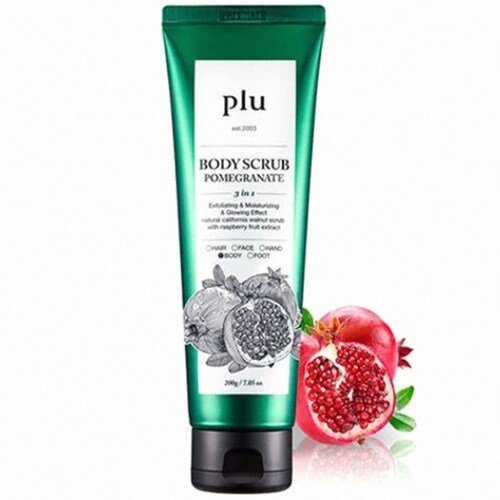 plu
est.2003
BODY SCRUB
POMEGRANATE
3 in 1
Exfoliating & Moisturizing
& Glowing Effect
natural california walnut scrub
with raspberry fruit extract
HAIR FACE HAND
BODY FOOT
200g / 7.05 oz